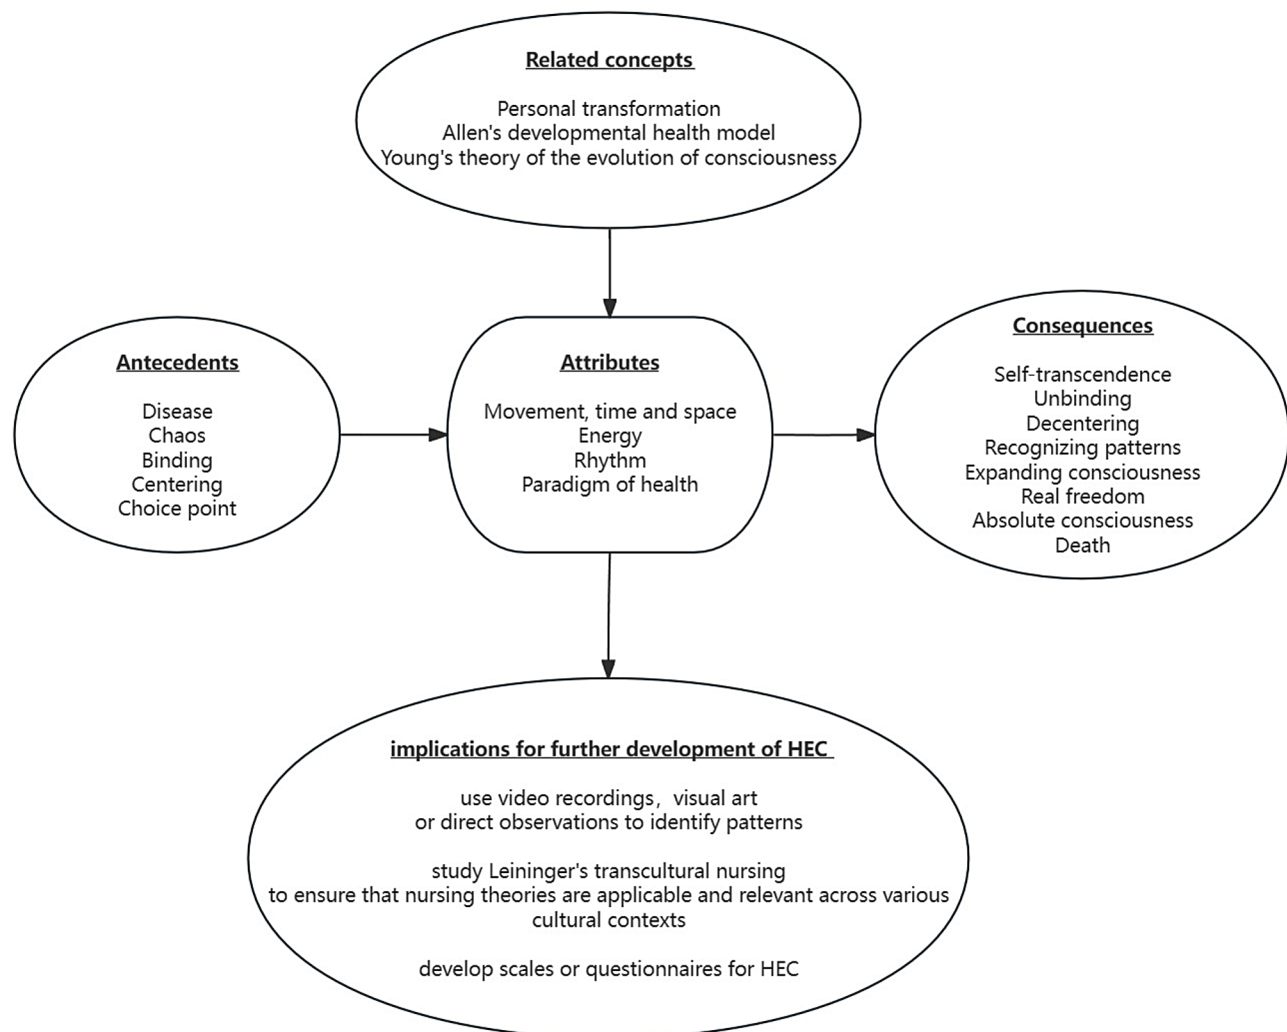 Related concepts
Personal transformation
Allen's developmental health model
Young's theory of the evolution of consciousness
Antecedents
Disease
Chaos
Binding
Centering
Choice point
Attributes
Movement, time and space
Energy
Rhythm
Paradigm of health
Consequences
Self-transcendence
Unbinding
Decentering
Recognizing patterns
Expanding consciousness
Real freedom
Absolute consciousness
Death
implications for further development of HEC
use video recordings，visual art
or direct observations to identify patterns
study Leininger's transcultural nursing
to ensure that nursing theories are applicable and relevant across various
cultural contexts
develop scales or questionnaires for HEC